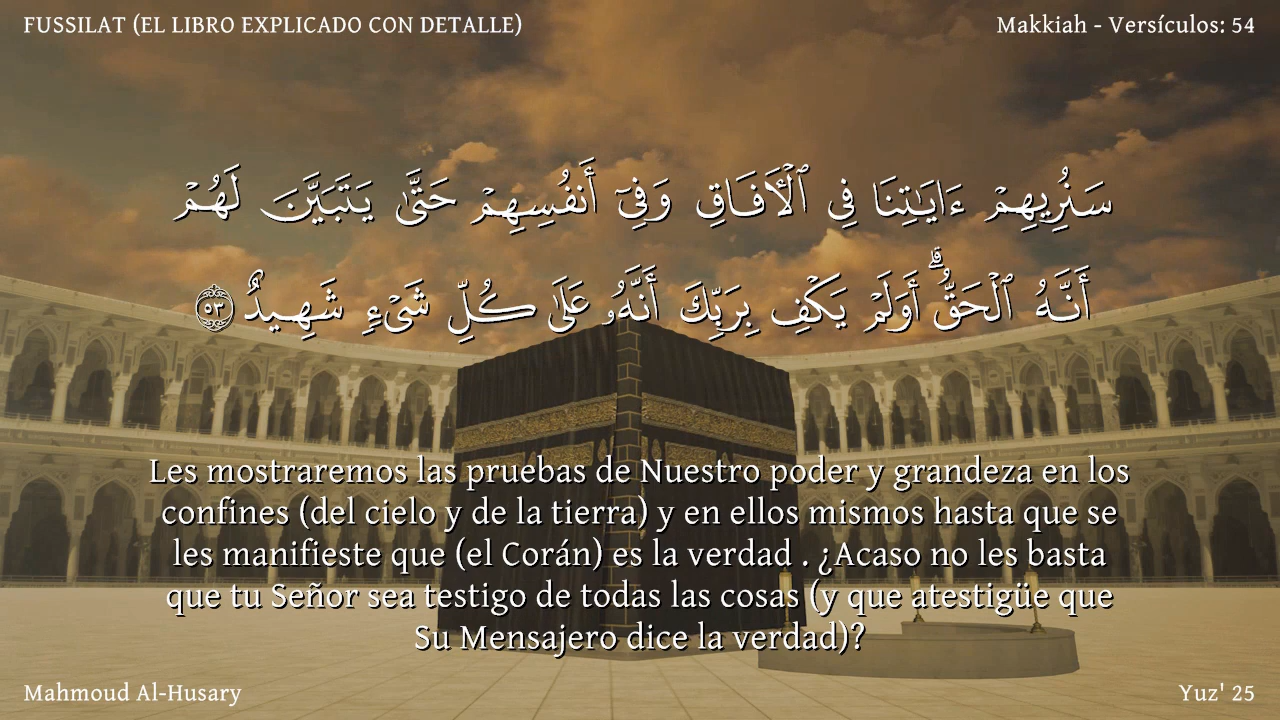 FUSSILAT (EL LIBRO EXPLICADO CON DETALLE)
Makkiah - Versículos: 54
سَنُرِيهِمْ ءَايَـٰتِنَا فِى ٱلْـَٔافَاقِ وَفِىٓ أَنفُسِهِمْ حَتَّىٰ يَتَبَيَّنَ لَهُمْ
أَنَّهُ ٱلْحَقُّ ۗ أَوَلَمْ يَكْفِ بِرَبِّكَ أَنَّهُۥ عَلَىٰ كُلِّ شَىْءٍ شَهِيدٌ ٥٣
Les mostraremos las pruebas de Nuestro poder y grandeza en los
confines (del cielo y de la tierra) y en ellos mismos hasta que se
les manifieste que (el Corán) es la verdad . ¿Acaso no les basta
que tu Señor sea testigo de todas las cosas (y que atestigüe que
Su Mensajero dice la verdad)?
Mahmoud Al-Husary
Yuz' 25